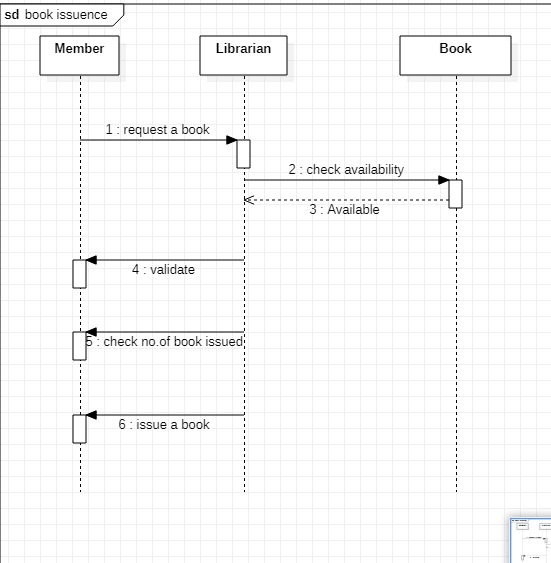 sd book issuence
Member
Librarian
Book
1 : request a book
2 : check availability
3 : Available
4 : validate
5 : check no.of book issued
6 : issue a book